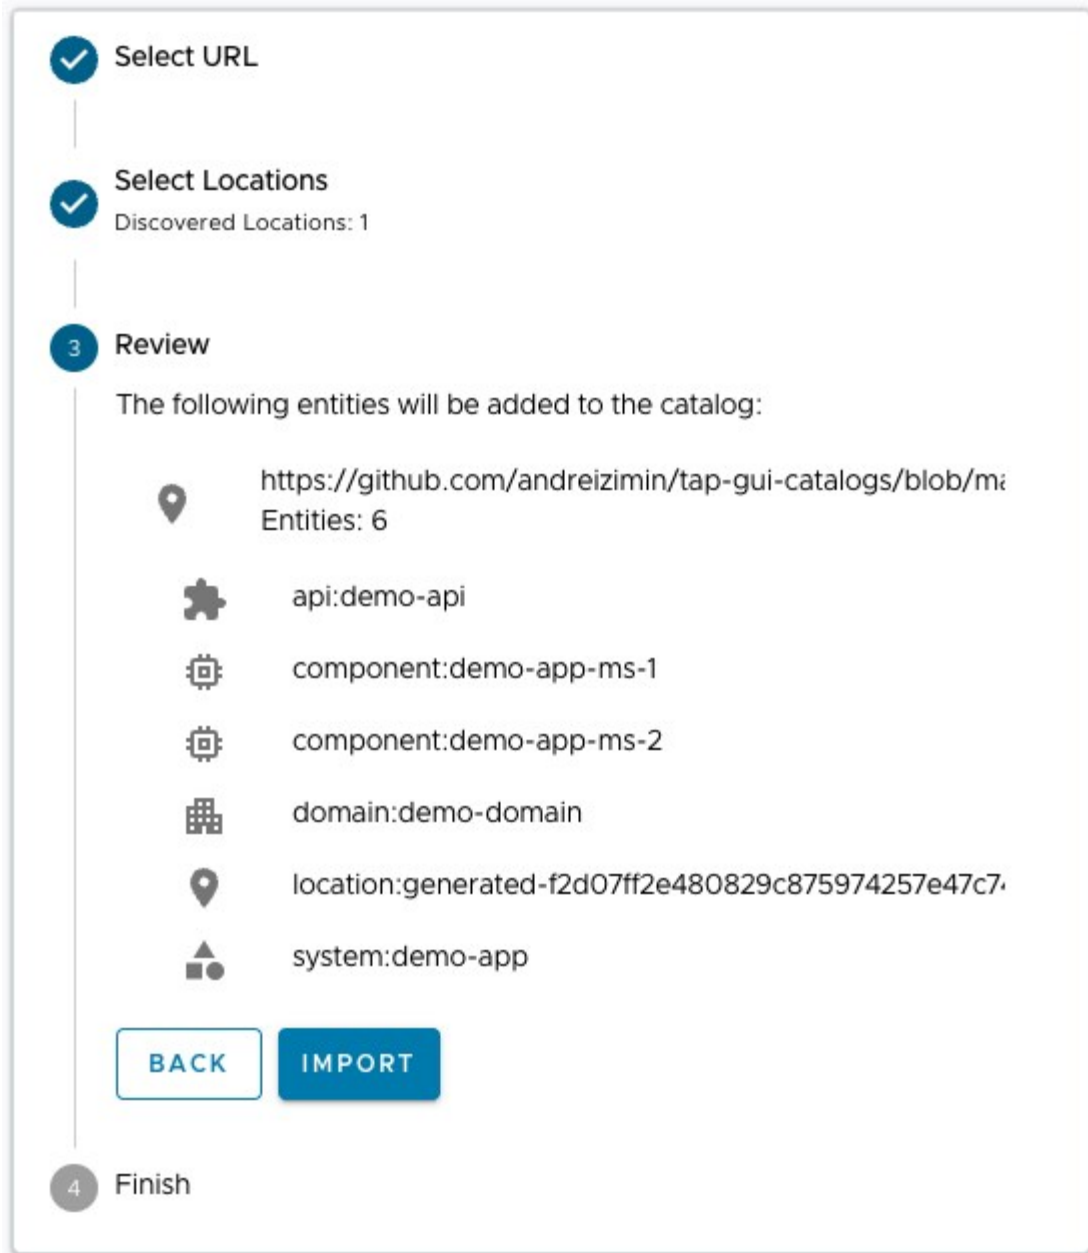 Select URL
Select Locations
Discovered Locations: 1
3
Review
The following entities will be added to the catalog:
https://github.com/andreizimin/tap-gui-catalogs/blob/ma
Entities: 6
api:demo-api
component:demo-app-ms-1
component:demo-app-ms-2
domain:demo-domain
location:generated-f2d07ff2e480829c875974257e47c7
system:demo-app
BACK
IMPORT
4
Finish